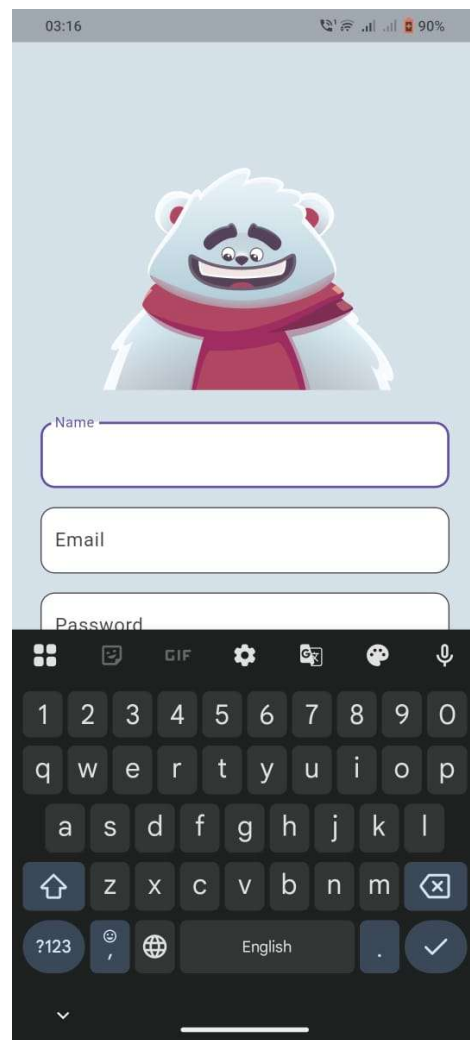 03:16 1 90%
Name
Email
Password
GIF
1 2 3 4 5 6 7 8 9 0
q w e r t y u i o p
a s d f g h j k l
z x c v b n m
?123 , English .